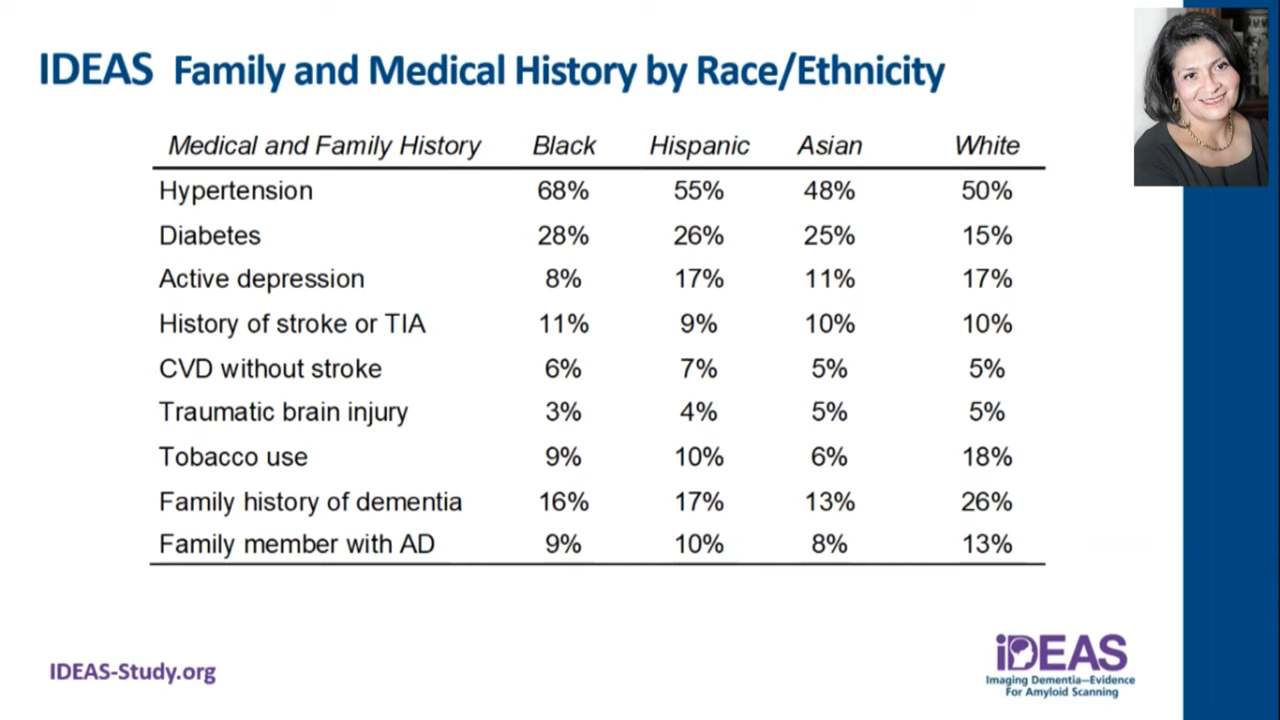 IDEAS Family and Medical History by Race/Ethnicity
Medical and Family History Black Hispanic Asian White
Hypertension 68% 55% 48% 50%
Diabetes 28% 26% 25% 15%
Active depression 8% 17% 11% 17%
History of stroke or TIA 11% 9% 10% 10%
CVD without stroke 6% 7% 5% 5%
Traumatic brain injury 3% 4% 5% 5%
Tobacco use 9% 10% 6% 18%
Family history of dementia 16% 17% 13% 26%
Family member with AD 9% 10% 8% 13%
IDEAS-Study.org
iDEAS
Imaging Dementia—Evidence
For Amyloid Scanning